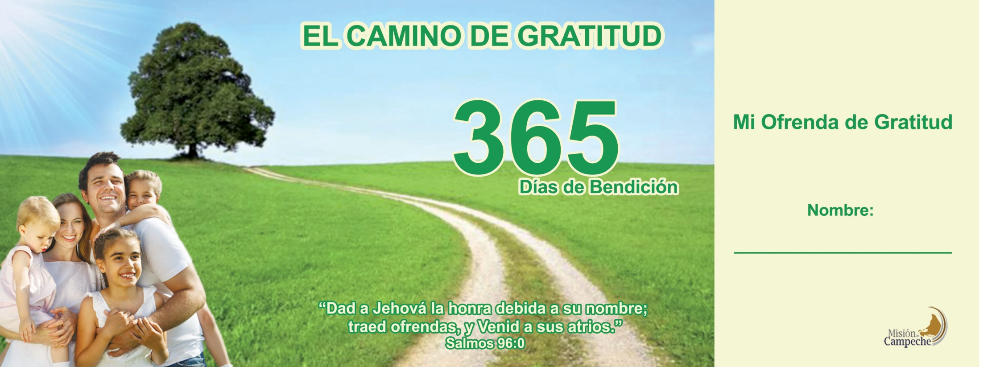 EL CAMINO DE GRATITUD
365
Días de Bendición
“Dad a Jehová la honra debida a su nombre;
traed ofrendas, y Venid a sus atrios.”
Salmos 96:0
Mi Ofrenda de Gratitud
Nombre:
Misión de
Campeche